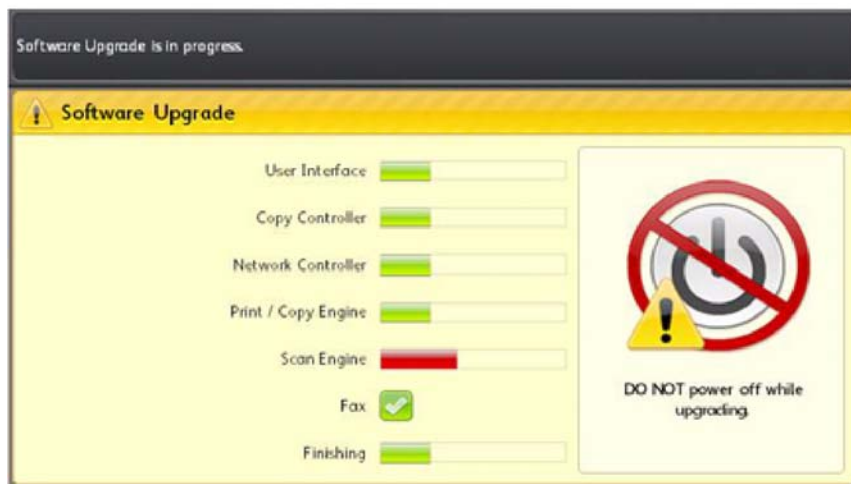 Software Upgrade is in progress.
Software Upgrade
User Interface
Copy Controller
Network Controller
Print / Copy Engine
Scan Engine
Fax
Finishing
DO NOT power off while
upgrading.